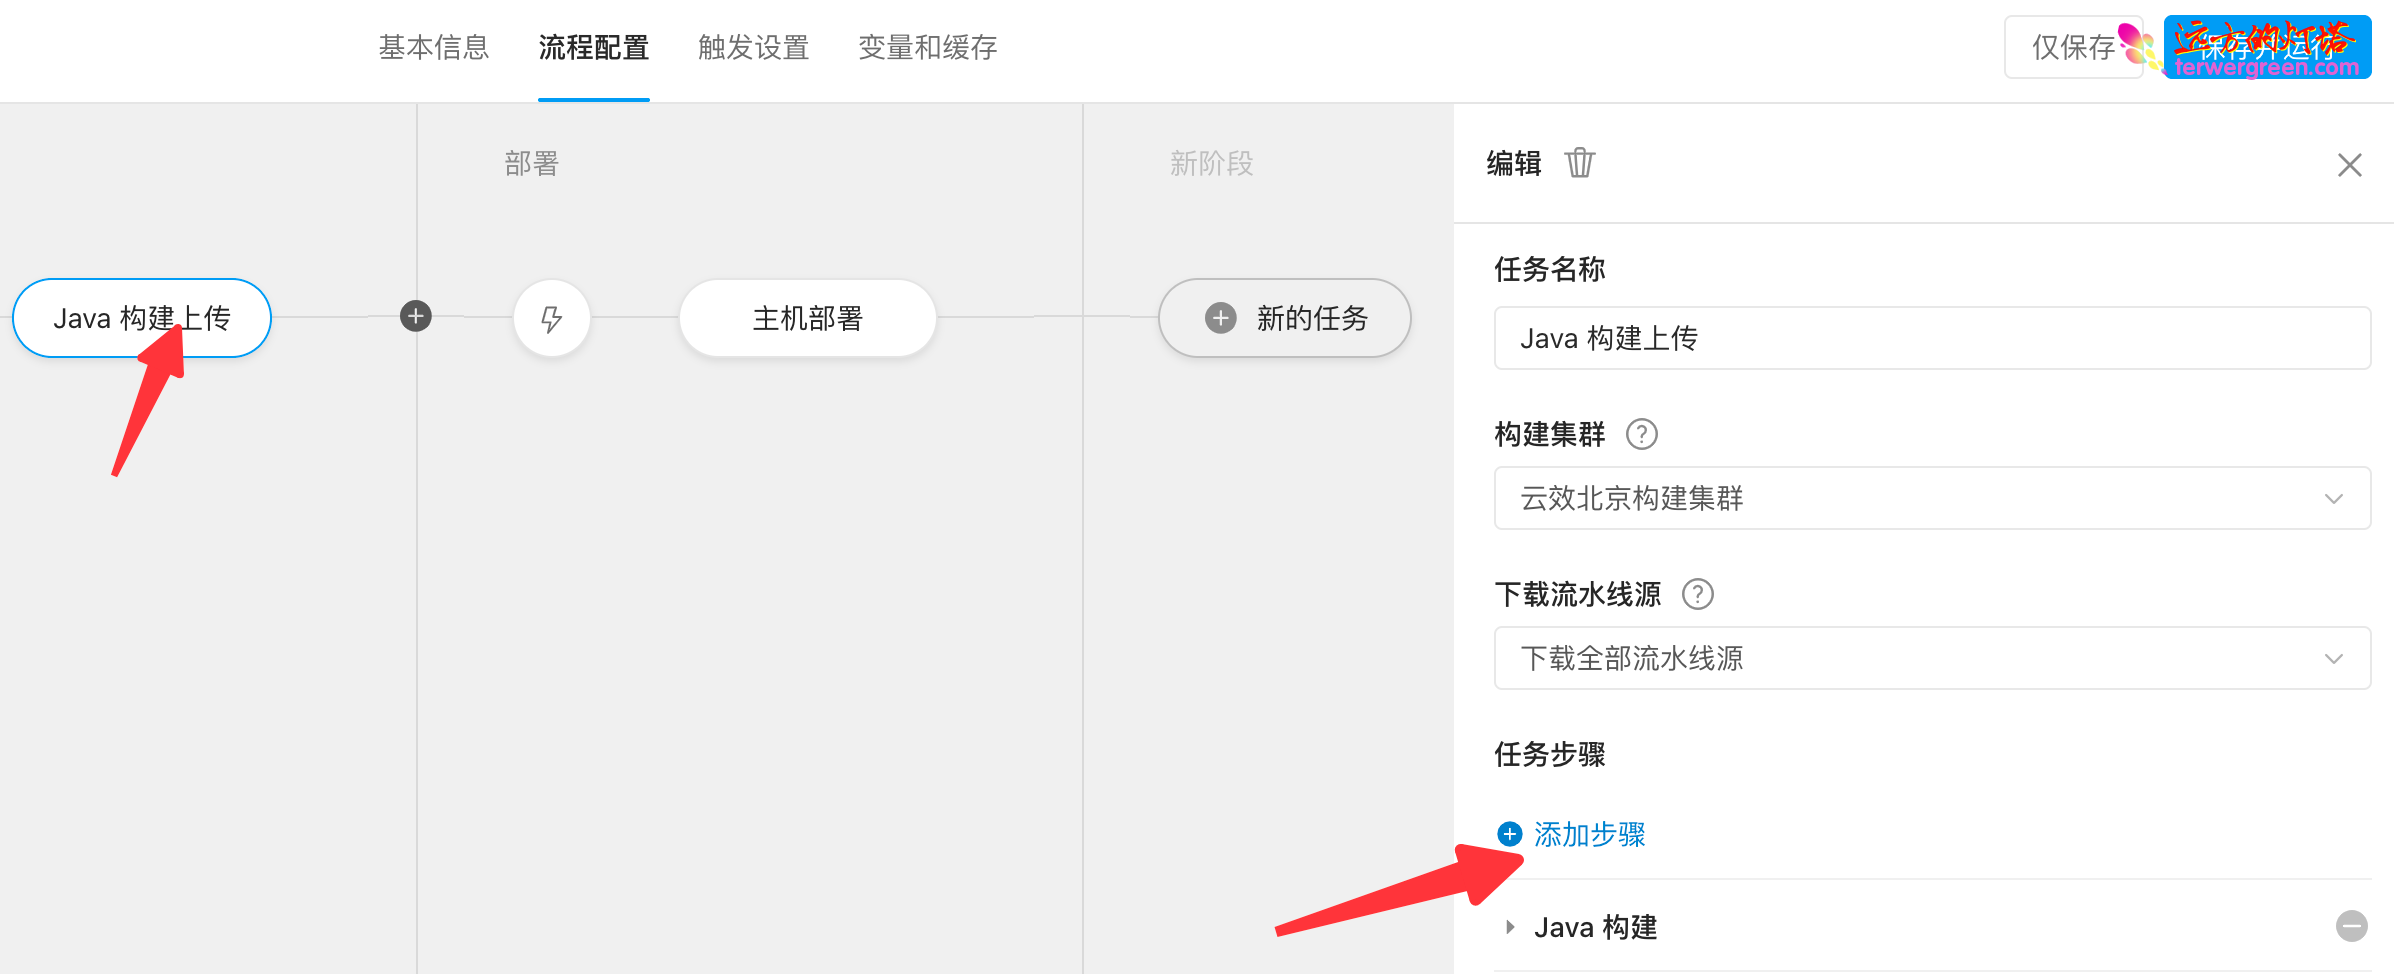 基本信息
流程配置
触发设置
变量和缓存
仅保存
保存并运行
远方的灯塔
terwergreen.com
部署
新阶段
编辑
Java 构建上传
主机部署
新的任务
任务名称
Java 构建上传
构建集群
云效北京构建集群
下载流水线源
下载全部流水线源
任务步骤
添加步骤
Java 构建